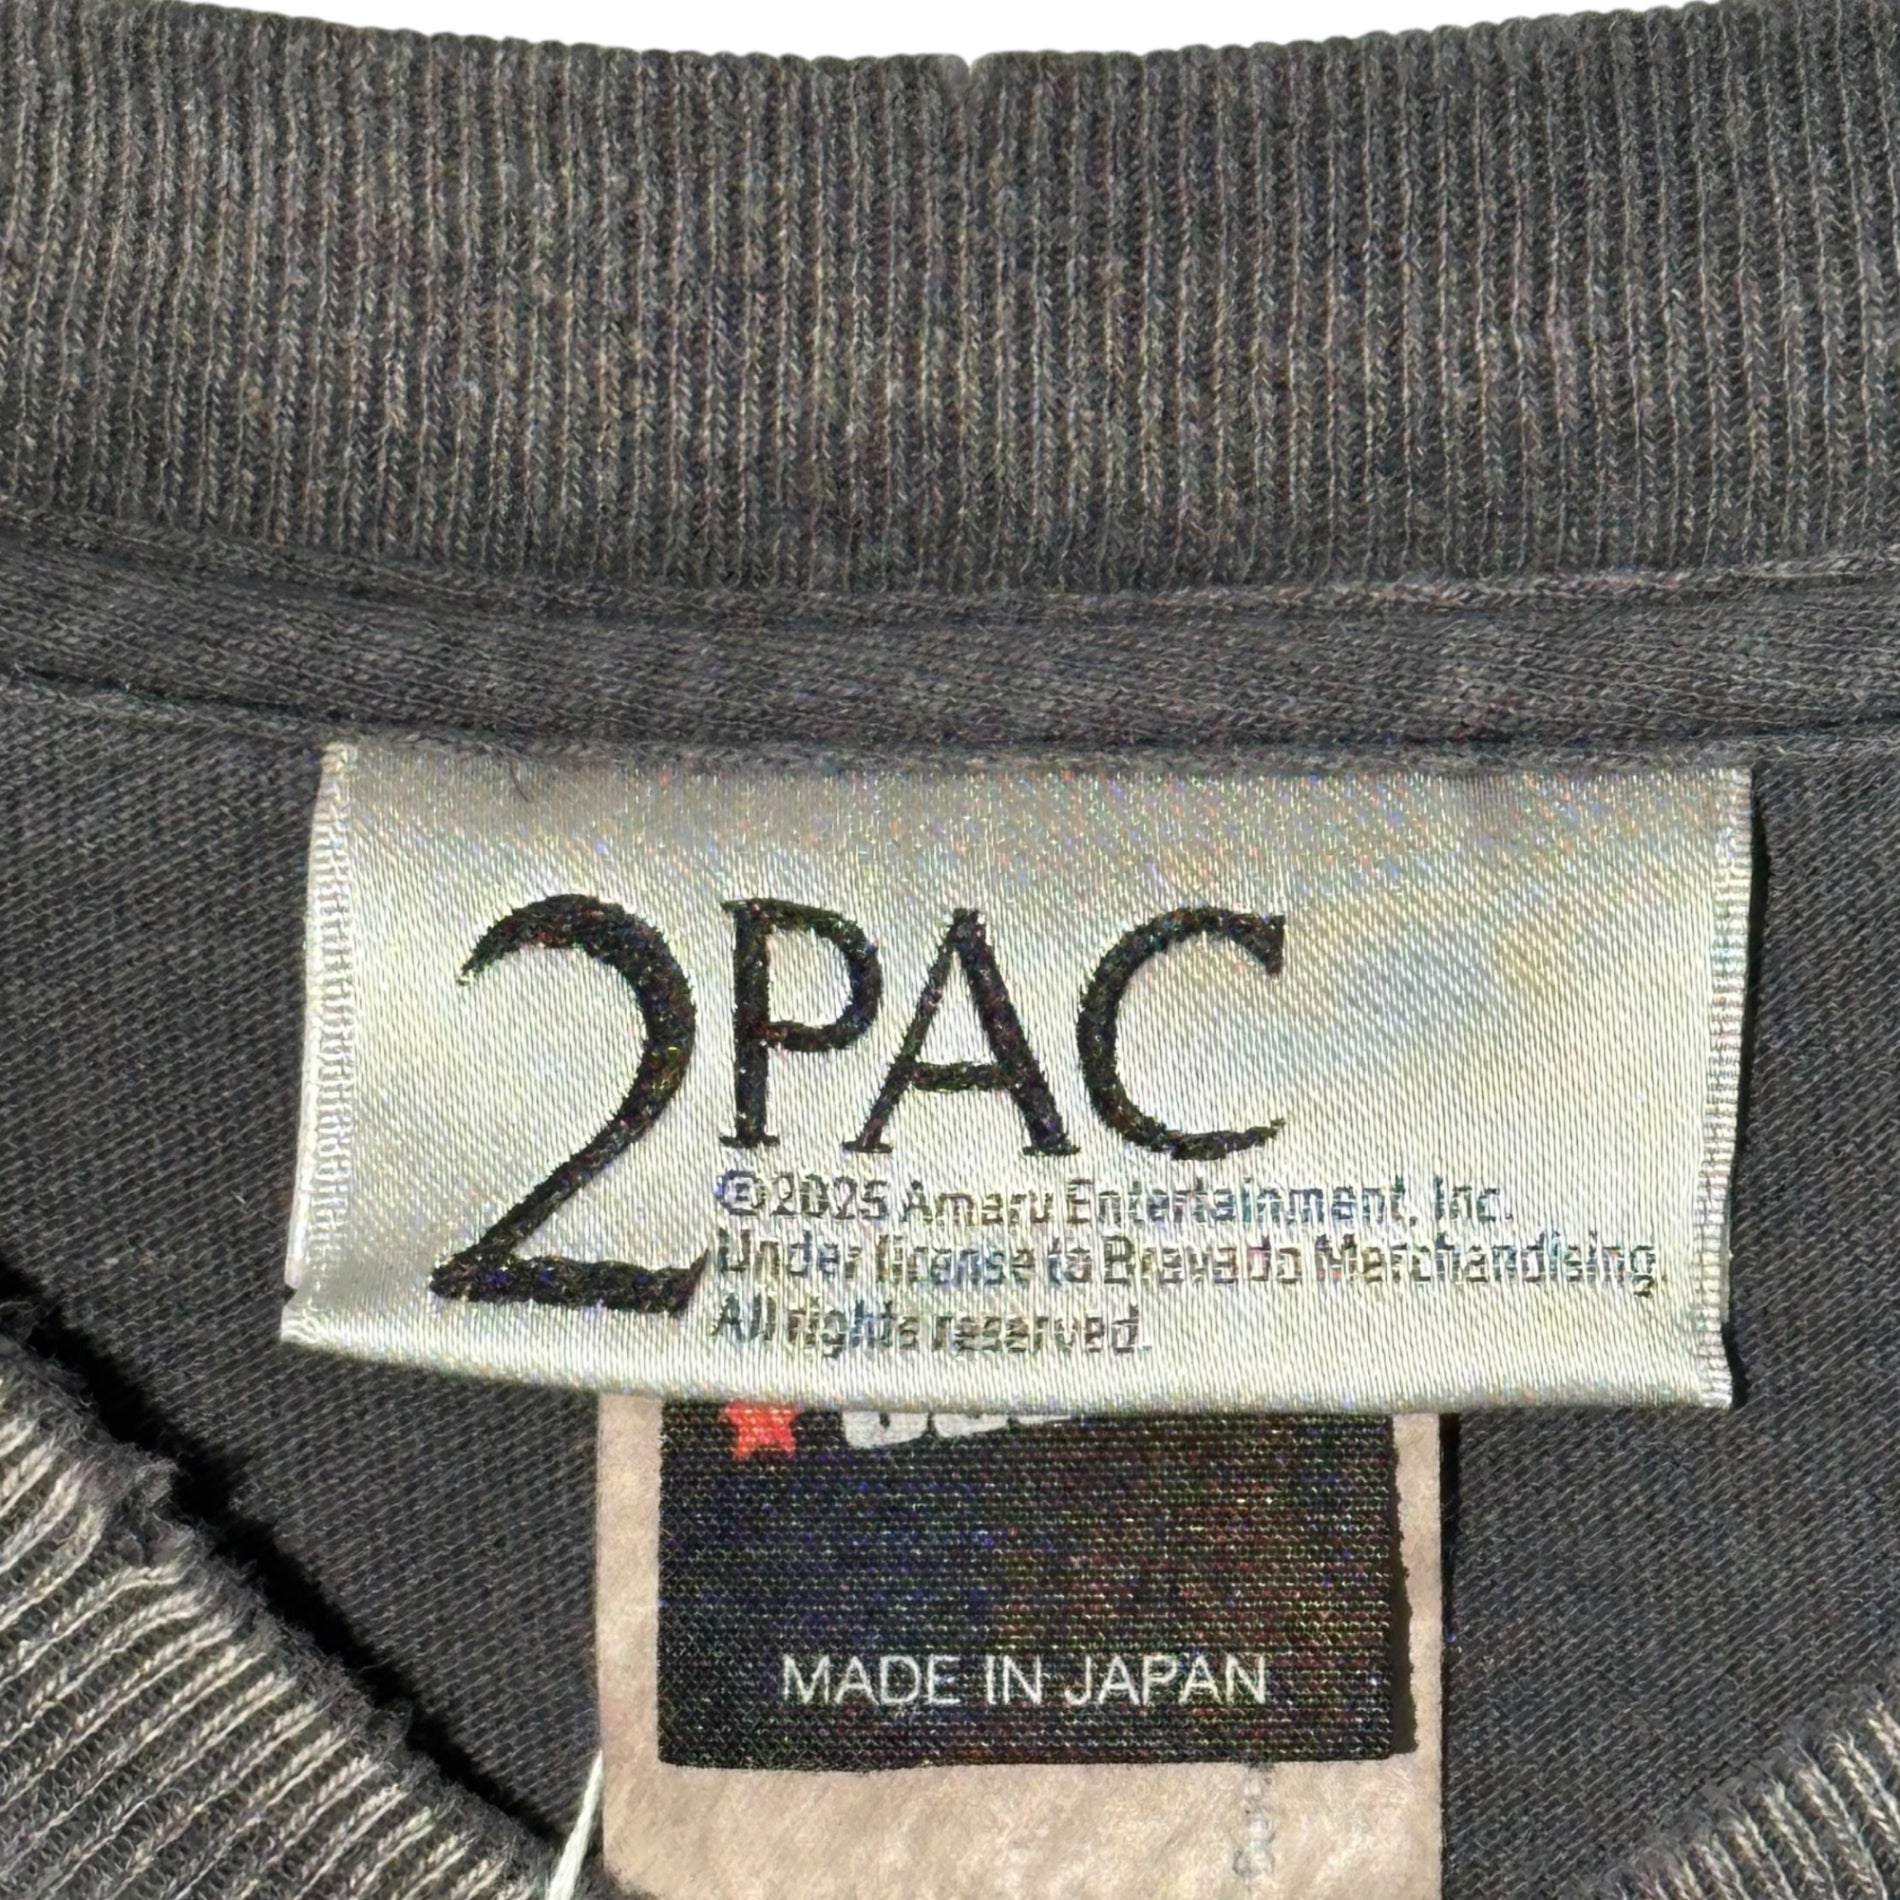 2PAC
©2025 Amaru Entertainment, Inc.
Under license to Bravado Merchandising.
All rights reserved.
MADE IN JAPAN